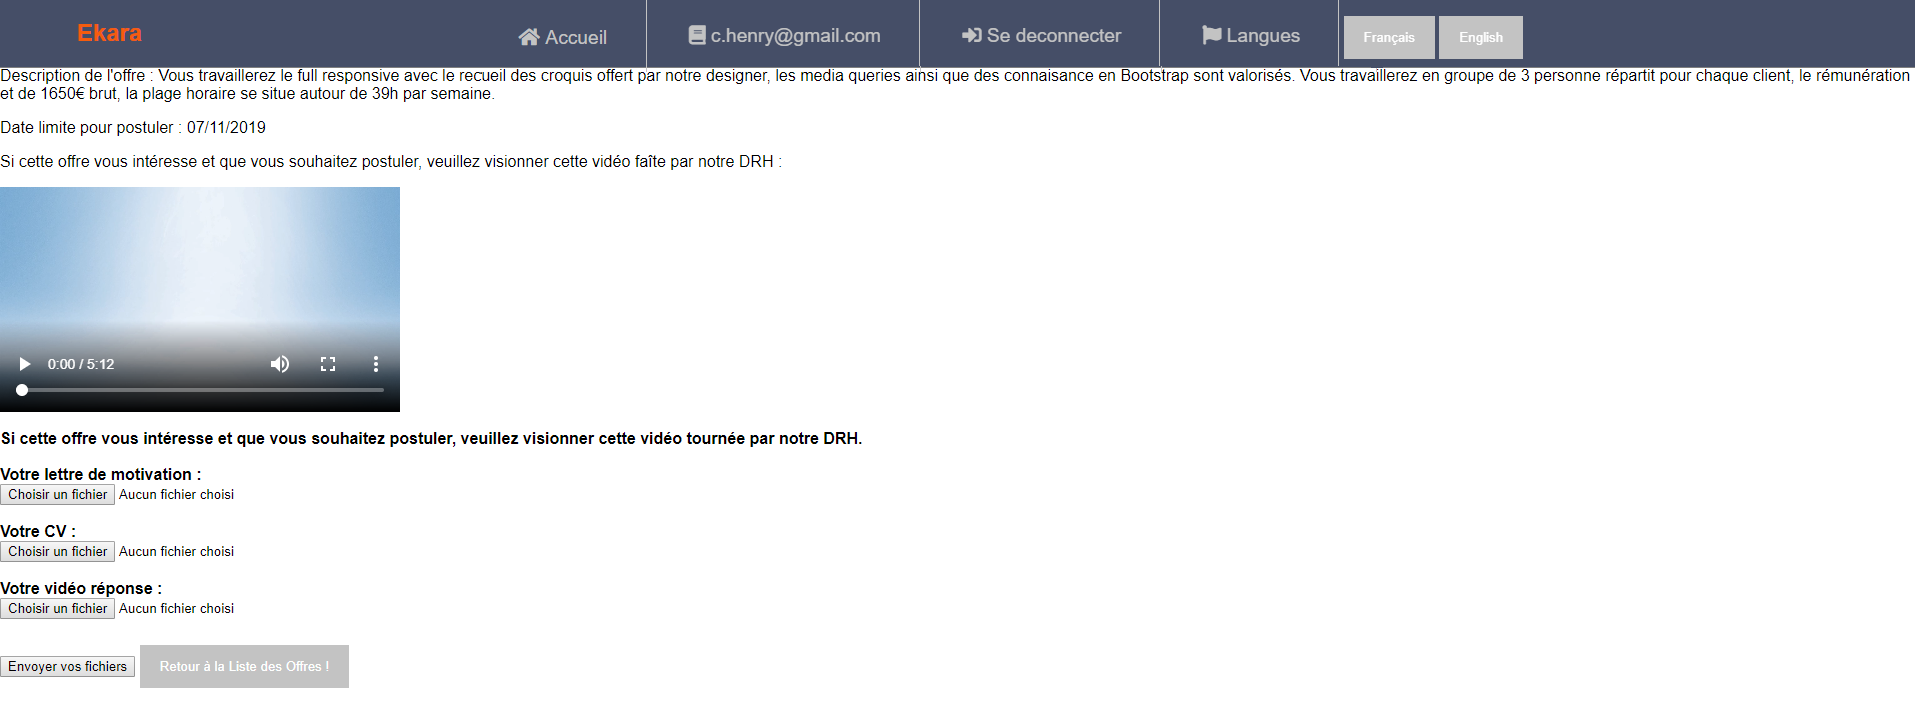 Ekara
Accueil
c.henry@gmail.com
Se deconnecter
Langues
Français
English
Description de l'offre : Vous travaillerez le full responsive avec le recueil des croquis offert par notre designer, les media queries ainsi que des connaisance en Bootstrap sont valorisés. Vous travaillerez en groupe de 3 personne répartit pour chaque client, le rémunération
et de 1650€ brut, la plage horaire se situe autour de 39h par semaine.
Date limite pour postuler : 07/11/2019
Si cette offre vous intéresse et que vous souhaitez postuler, veuillez visionner cette vidéo faîte par notre DRH :
0:00 / 5:12
Si cette offre vous intéresse et que vous souhaitez postuler, veuillez visionner cette vidéo tournée par notre DRH.
Votre lettre de motivation :
Choisir un fichier Aucun fichier choisi
Votre CV :
Choisir un fichier Aucun fichier choisi
Votre vidéo réponse :
Choisir un fichier Aucun fichier choisi
Envoyer vos fichiers Retour à la Liste des Offres !